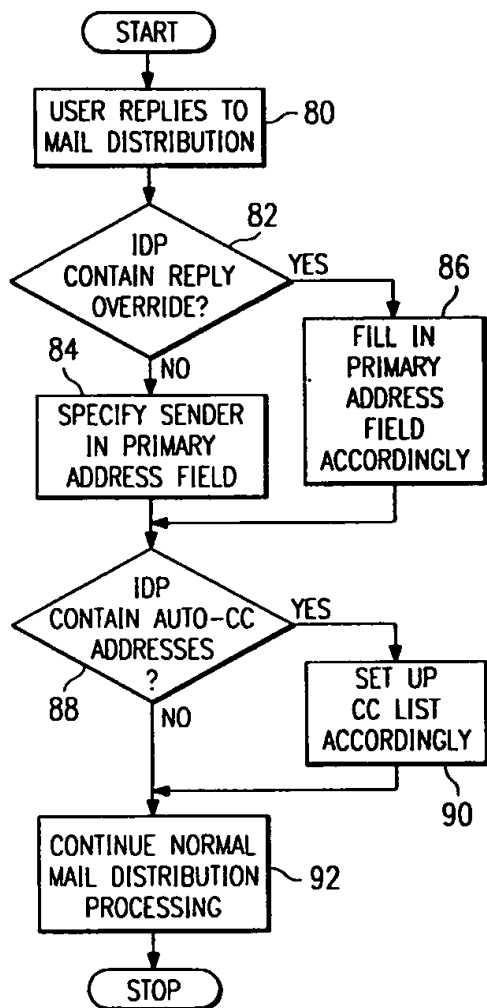 START
USER REPLIES TO
MAIL DISTRIBUTION
80
82
IDP
CONTAIN REPLY
OVERRIDE?
YES
86
FILL IN
PRIMARY
ADDRESS
FIELD
ACCORDINGLY
84
NO
SPECIFY SENDER
IN PRIMARY
ADDRESS FIELD
IDP
CONTAIN AUTO-CC
ADDRESSES
?
YES
88
NO
SET UP
CC LIST
ACCORDINGLY
90
CONTINUE NORMAL
MAIL DISTRIBUTION
PROCESSING
92
STOP